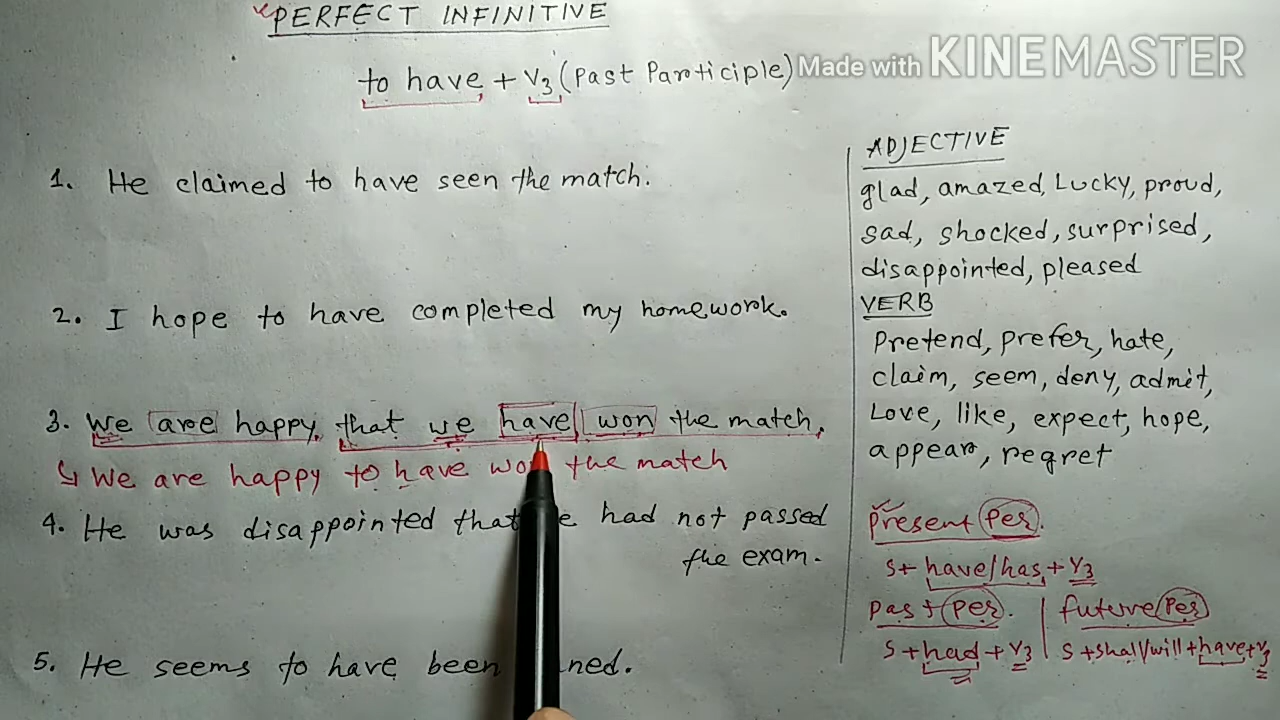 PERFECT INFINITIVE
to have + V3 (Past Participle)
Made with KINEMASTER
1. He claimed to have seen the match.
2. I hope to have completed my homework.
3. We are happy that we have won the match.
↳ We are happy to have the match
4. He was disappointed had not passed
the exam.
5. He seems to have been
ADJECTIVE
glad, amazed, Lucky, proud,
sad, shocked, surprised,
disappointed, pleased
VERB
Pretend, prefer, hate,
claim, seem, deny, admit,
Love, like, expect, hope,
appear, regret
Present Per.
S+ have/has + V3
Past Per.
S + had + V3
future Per
S + shall/will + have + V3